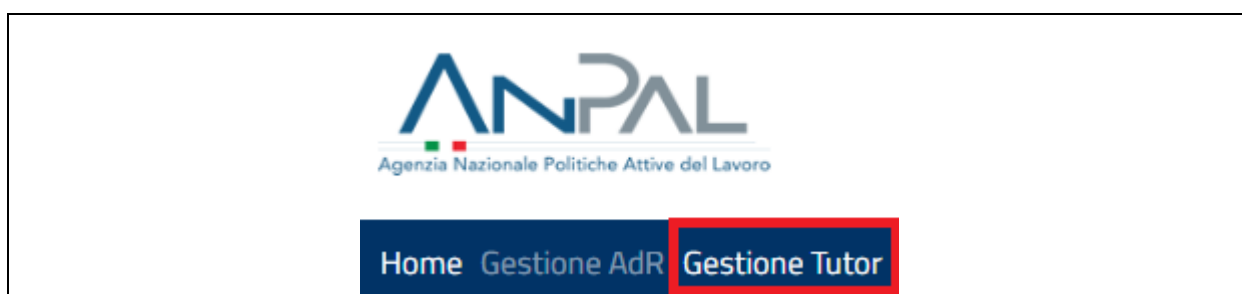 ANPAL
Agenzia Nazionale Politiche Attive del Lavoro
Home Gestione AdR Gestione Tutor